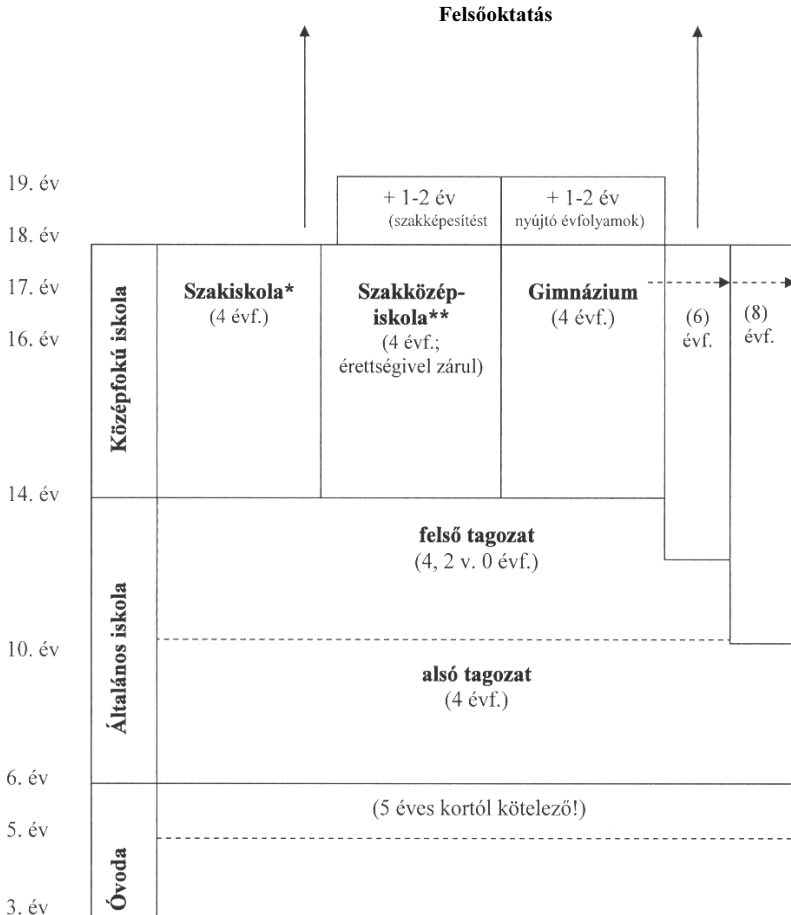 Felsőoktatás
19. év
+ 1-2 év
(szakképesítést
+ 1-2 év
nyújtó évfolyamok)
18. év
17. év
16. év
Középfokú iskola
Szakiskola*
(4 évf.)
Szakközép-
iskola**
(4 évf.;
érettségivel zárul)
Gimnázium
(4 évf.)
(6)
évf.
(8)
évf.
14. év
Általános iskola
felső tagozat
(4, 2 v. 0 évf.)
10. év
alsó tagozat
(4 évf.)
6. év
Óvoda
(5 éves kortól kötelező!)
5. év
3. év